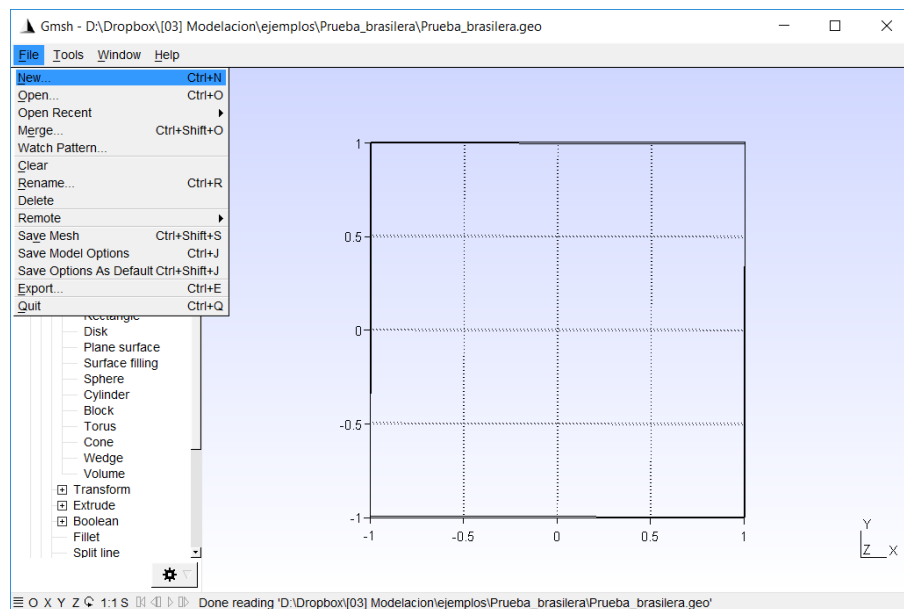 Gmsh - D:\Dropbox\[03] Modelacion\ejemplos\Prueba_brasilera\Prueba_brasilera.geo
File Tools Window Help
New... Ctrl+N
Open... Ctrl+O
Open Recent
Merge... Ctrl+Shift+O
Watch Pattern...
Clear
Rename... Ctrl+R
Delete
Remote
Save Mesh Ctrl+Shift+S
Save Model Options Ctrl+J
Save Options As Default Ctrl+Shift+J
Export... Ctrl+E
Quit Ctrl+Q
Rectangle
Disk
Plane surface
Surface filling
Sphere
Cylinder
Block
Torus
Cone
Wedge
Volume
Transform
Extrude
Boolean
Fillet
Split line
1
0.5
0
-0.5
-1
-1 -0.5 0 0.5 1
Y
Z X
O X Y Z 1:1 S Done reading 'D:\Dropbox\[03] Modelacion\ejemplos\Prueba_brasilera\Prueba_brasilera.geo'